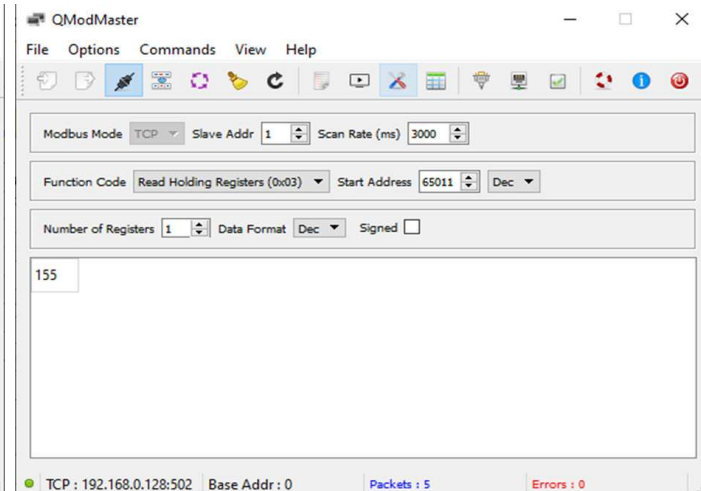 QModMaster
File Options Commands View Help
Modbus Mode TCP Slave Addr 1 Scan Rate (ms) 3000
Function Code Read Holding Registers (0x03) Start Address 65011 Dec
Number of Registers 1 Data Format Dec Signed
155
TCP : 192.168.0.128:502 Base Addr : 0 Packets : 5 Errors : 0